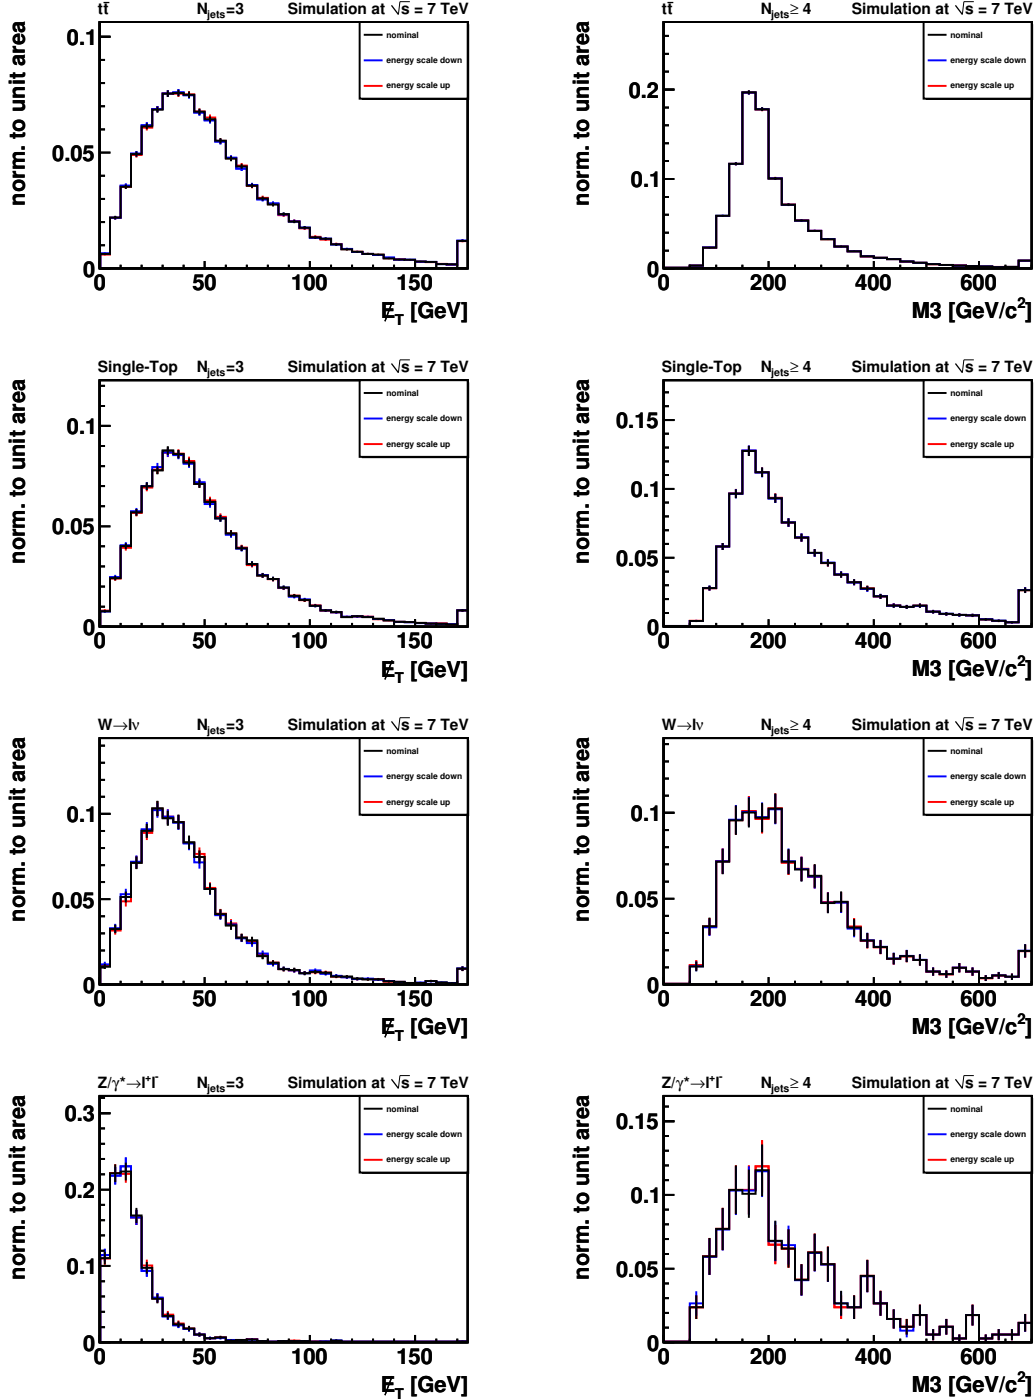 tt̄ N_jets=3 Simulation at √s = 7 TeV
norm. to unit area
nominal
energy scale down
energy scale up
0.1
0.05
0
0 50 100 150
E̸_T [GeV]
tt̄ N_jets≥ 4 Simulation at √s = 7 TeV
norm. to unit area
nominal
energy scale down
energy scale up
0.2
0.1
0
0 200 400 600
M3 [GeV/c²]
Single-Top N_jets=3 Simulation at √s = 7 TeV
norm. to unit area
nominal
energy scale down
energy scale up
0.1
0.05
0
0 50 100 150
E̸_T [GeV]
Single-Top N_jets≥ 4 Simulation at √s = 7 TeV
norm. to unit area
nominal
energy scale down
energy scale up
0.15
0.1
0.05
0
0 200 400 600
M3 [GeV/c²]
W→lν N_jets=3 Simulation at √s = 7 TeV
norm. to unit area
nominal
energy scale down
energy scale up
0.1
0.05
0
0 50 100 150
E̸_T [GeV]
W→lν N_jets≥ 4 Simulation at √s = 7 TeV
norm. to unit area
nominal
energy scale down
energy scale up
0.1
0.05
0
0 200 400 600
M3 [GeV/c²]
Z/γ*→l⁺l⁻ N_jets=3 Simulation at √s = 7 TeV
norm. to unit area
nominal
energy scale down
energy scale up
0.3
0.2
0.1
0
0 50 100 150
E̸_T [GeV]
Z/γ*→l⁺l⁻ N_jets≥ 4 Simulation at √s = 7 TeV
norm. to unit area
nominal
energy scale down
energy scale up
0.15
0.1
0.05
0
0 200 400 600
M3 [GeV/c²]